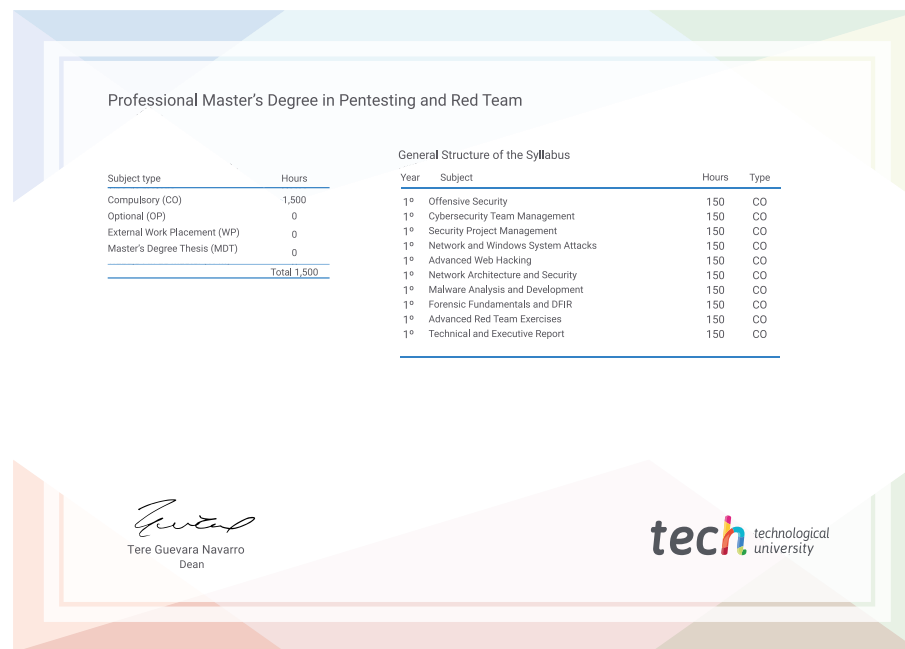 Professional Master's Degree in Pentesting and Red Team
General Structure of the Syllabus
Subject type Hours
Compulsory (CO) 1,500
Optional (OP) 0
External Work Placement (WP) 0
Master's Degree Thesis (MDT) 0
Total 1,500
Year Subject Hours Type
1º Offensive Security 150 CO
1º Cybersecurity Team Management 150 CO
1º Security Project Management 150 CO
1º Network and Windows System Attacks 150 CO
1º Advanced Web Hacking 150 CO
1º Network Architecture and Security 150 CO
1º Malware Analysis and Development 150 CO
1º Forensic Fundamentals and DFIR 150 CO
1º Advanced Red Team Exercises 150 CO
1º Technical and Executive Report 150 CO
Tere Guevara Navarro
Dean
tech technological
university